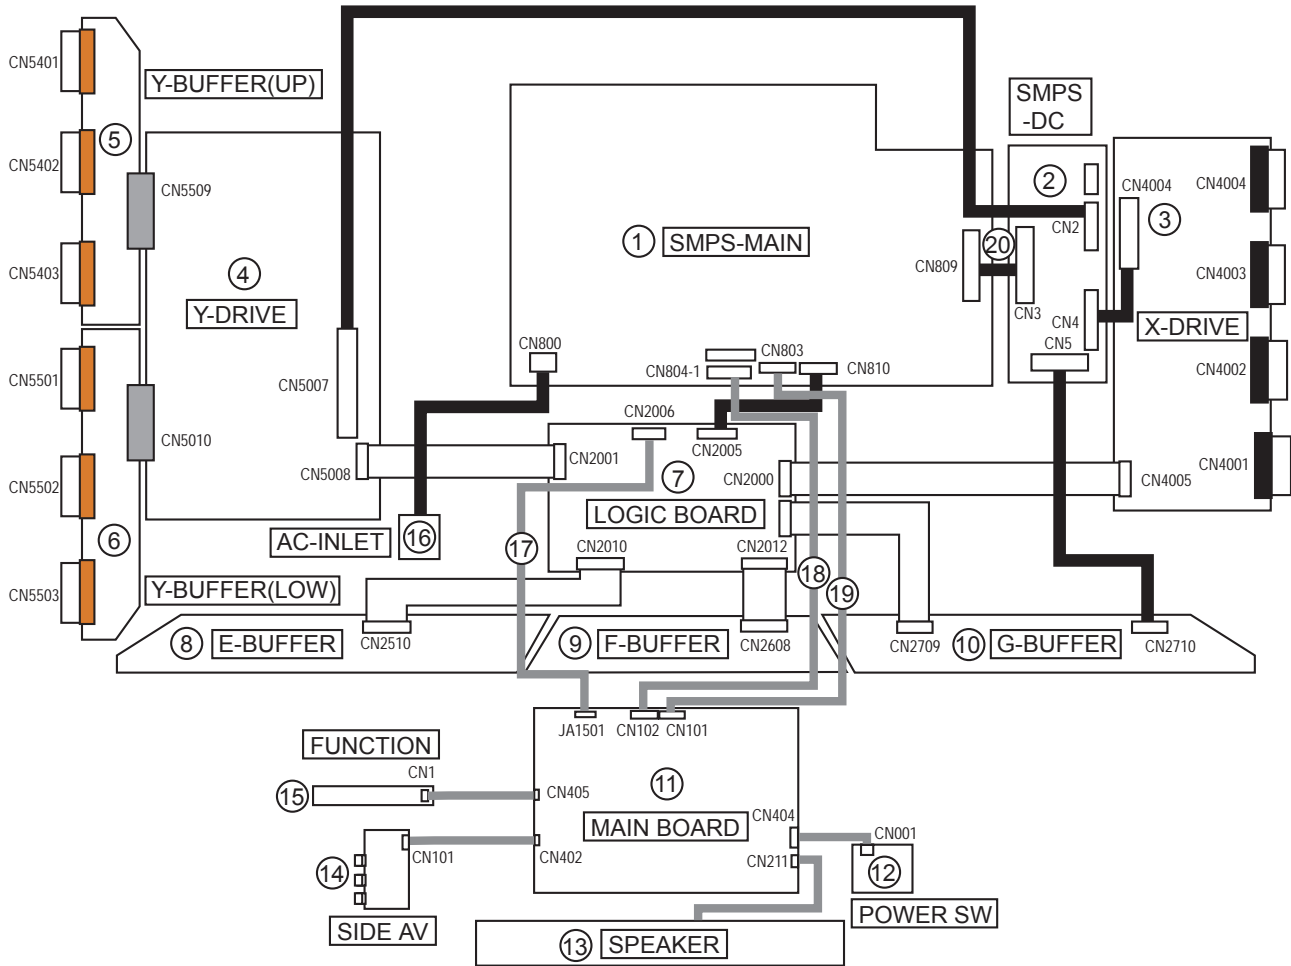 CN5401
Y-BUFFER(UP)
5
CN5402
CN5509
CN5403
4
Y-DRIVE
CN5501
CN5007
CN5010
CN5008
CN5502
6
CN5503
Y-BUFFER(LOW)
SMPS
-DC
1
SMPS-MAIN
CN809
20
2
CN2
CN3
CN4
CN5
CN4004
3
CN4004
CN4003
X-DRIVE
CN4002
CN4001
CN4005
CN800
CN804-1
CN803
CN810
CN2006
CN2005
CN2001
7
CN2000
LOGIC BOARD
AC-INLET
16
17
CN2010
CN2012
18
19
8
E-BUFFER
CN2510
9
F-BUFFER
CN2608
CN2709
10
G-BUFFER
CN2710
JA1501
CN102
CN101
FUNCTION
CN1
15
CN405
11
MAIN BOARD
CN404
CN001
14
CN101
CN402
CN211
12
SIDE AV
POWER SW
13
SPEAKER